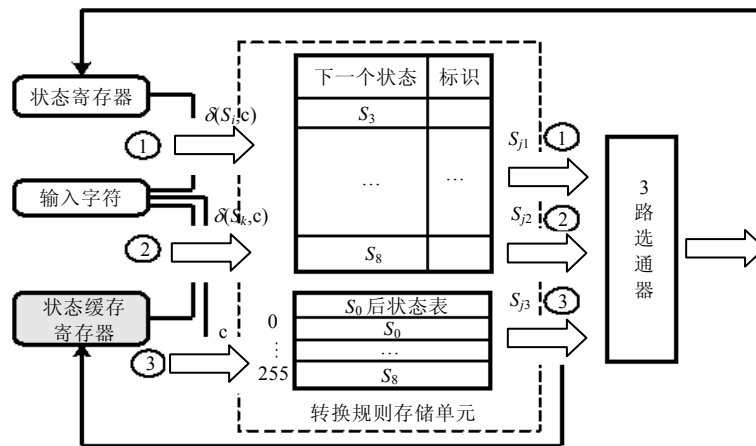 下一个状态 标识
状态寄存器
δ(Si,c)
S3
①
Sj1 ①
输入字符
… …
3路选通器
δ(Sk,c)
Sj2 ②
②
S8
状态缓存寄存器
S0后状态表
Sj3 ③
0
S0
c
⋮
…
③
255
S8
转换规则存储单元